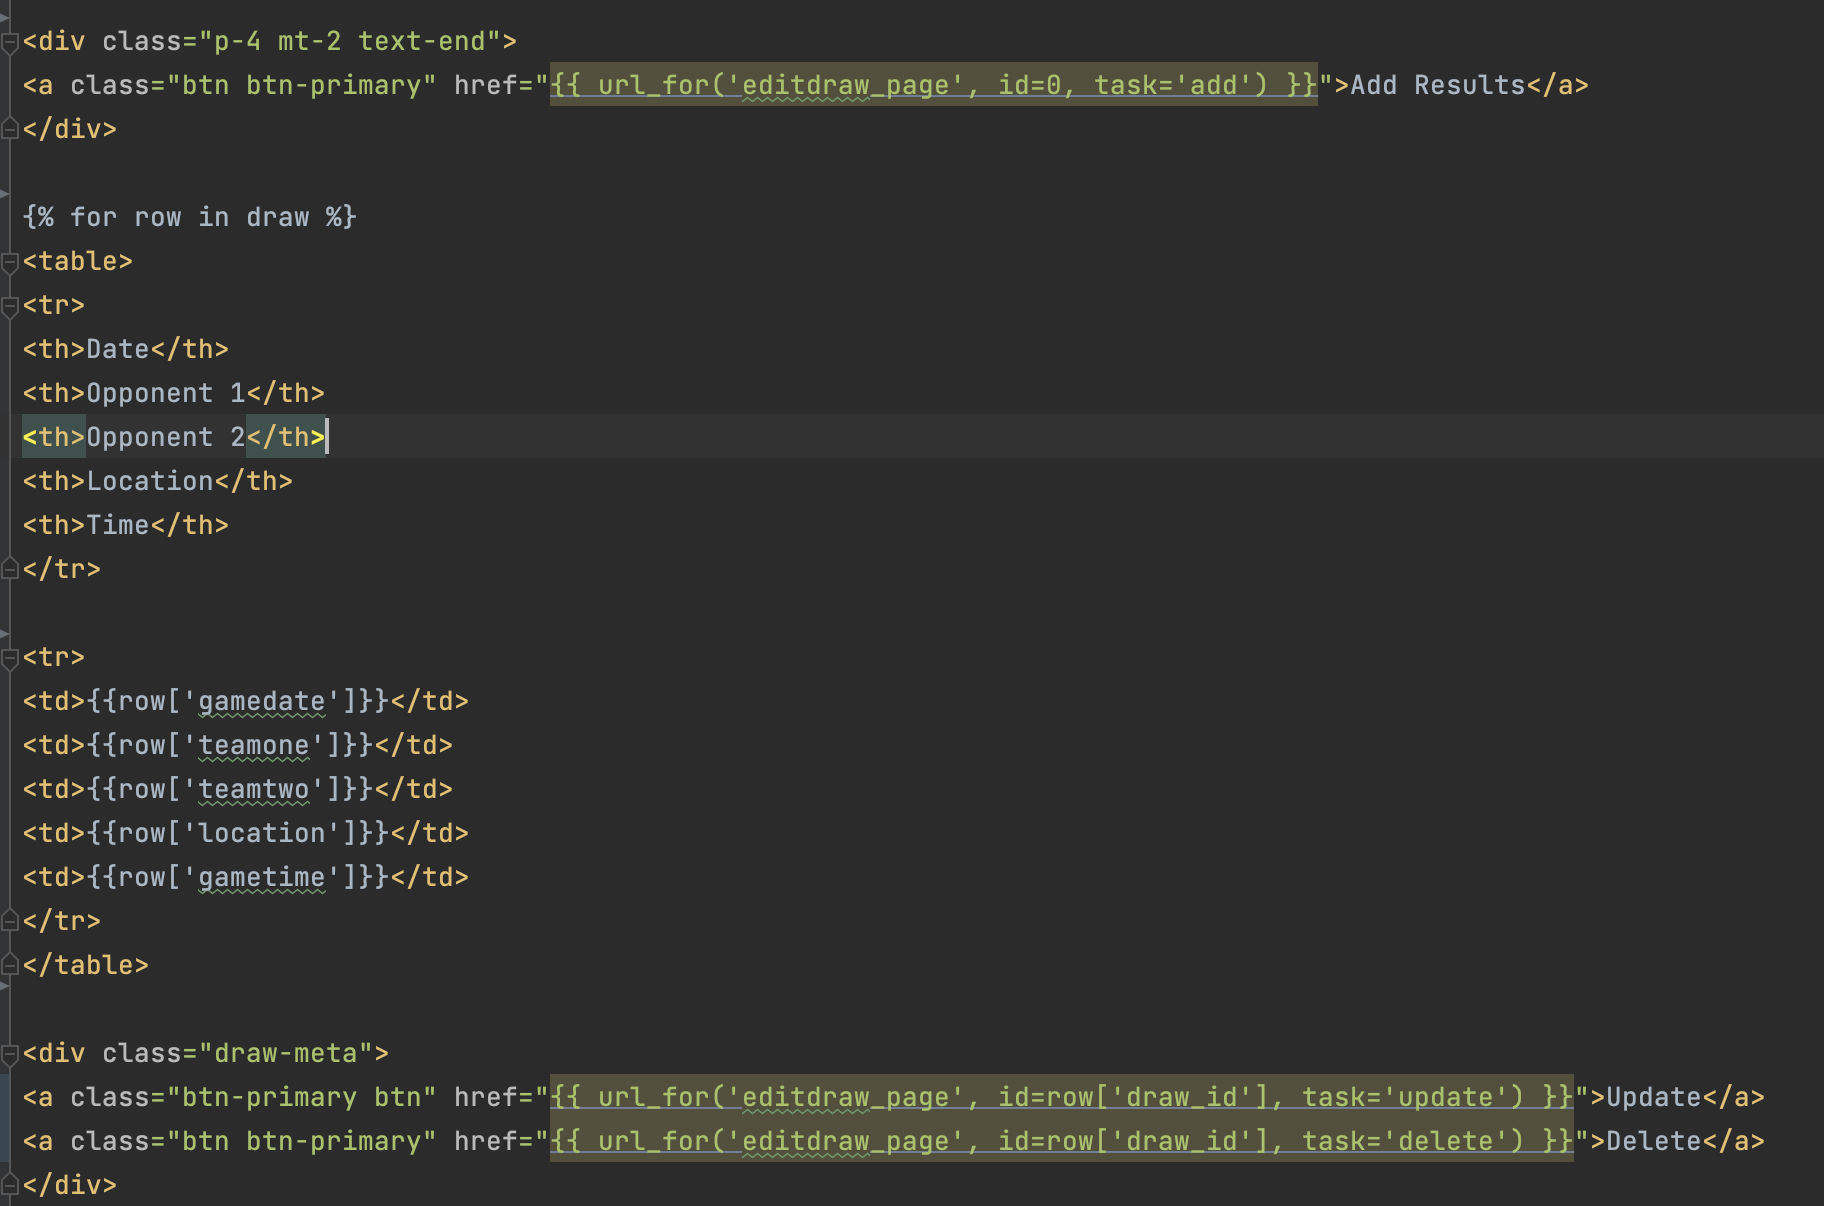 <div class="p-4 mt-2 text-end">
<a class="btn btn-primary" href="{{ url_for('editdraw_page', id=0, task='add') }}">Add Results</a>
</div>
{% for row in draw %}
<table>
<tr>
<th>Date</th>
<th>Opponent 1</th>
<th>Opponent 2</th>
<th>Location</th>
<th>Time</th>
</tr>
<tr>
<td>{{row['gamedate']}}</td>
<td>{{row['teamone']}}</td>
<td>{{row['teamtwo']}}</td>
<td>{{row['location']}}</td>
<td>{{row['gametime']}}</td>
</tr>
</table>
<div class="draw-meta">
<a class="btn-primary btn" href="{{ url_for('editdraw_page', id=row['draw_id'], task='update') }}">Update</a>
<a class="btn btn-primary" href="{{ url_for('editdraw_page', id=row['draw_id'], task='delete') }}">Delete</a>
</div>